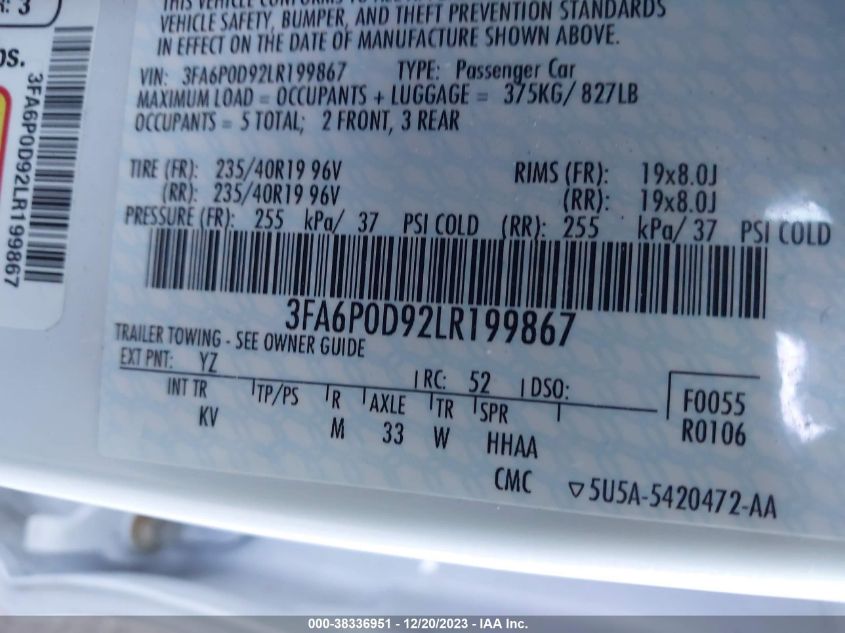 R: 3
bs.
3FA6P0D92LR199867
VEHICLE SAFETY, BUMPER, AND THEFT PREVENTION STANDARDS
IN EFFECT ON THE DATE OF MANUFACTURE SHOWN ABOVE.
VIN: 3FA6P0D92LR199867 TYPE: Passenger Car
MAXIMUM LOAD = OCCUPANTS + LUGGAGE = 375KG/ 827LB
OCCUPANTS = 5 TOTAL; 2 FRONT, 3 REAR
TIRE (FR): 235/40R19 96V RIMS (FR): 19x8.0J
(RR): 235/40R19 96V (RR): 19x8.0J
PRESSURE (FR): 255 kPa/ 37 PSI COLD (RR): 255 kPa/ 37 PSI COLD
3FA6P0D92LR199867
TRAILER TOWING - SEE OWNER GUIDE
EXT PNT: YZ RC: 52 DSO:
INT TR TP/PS R AXLE TR SPR
KV M 33 W HHAA
F0055
R0106
CMC ▽5U5A-5420472-AA
000-38336951 - 12/20/2023 - IAA Inc.